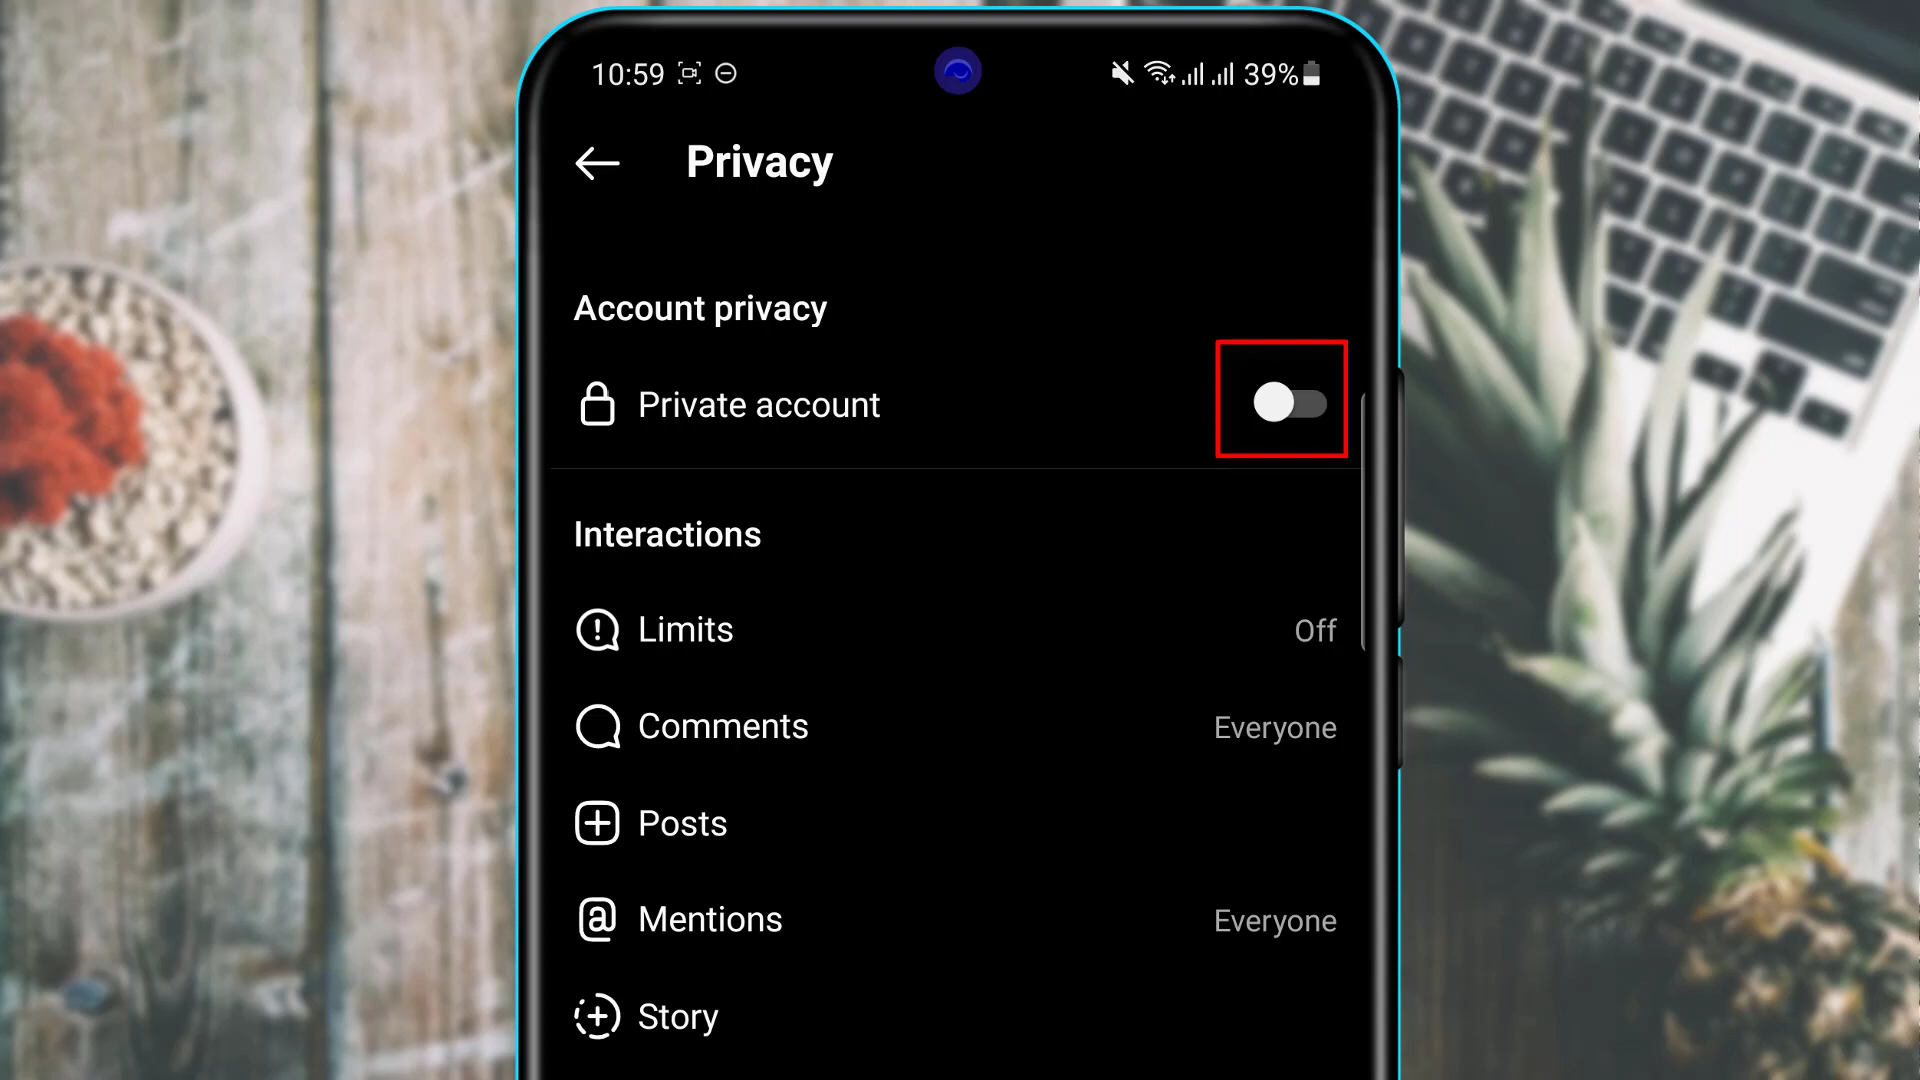 10:59 39%
Privacy
Account privacy
Private account
Interactions
Limits Off
Comments Everyone
Posts
Mentions Everyone
Story